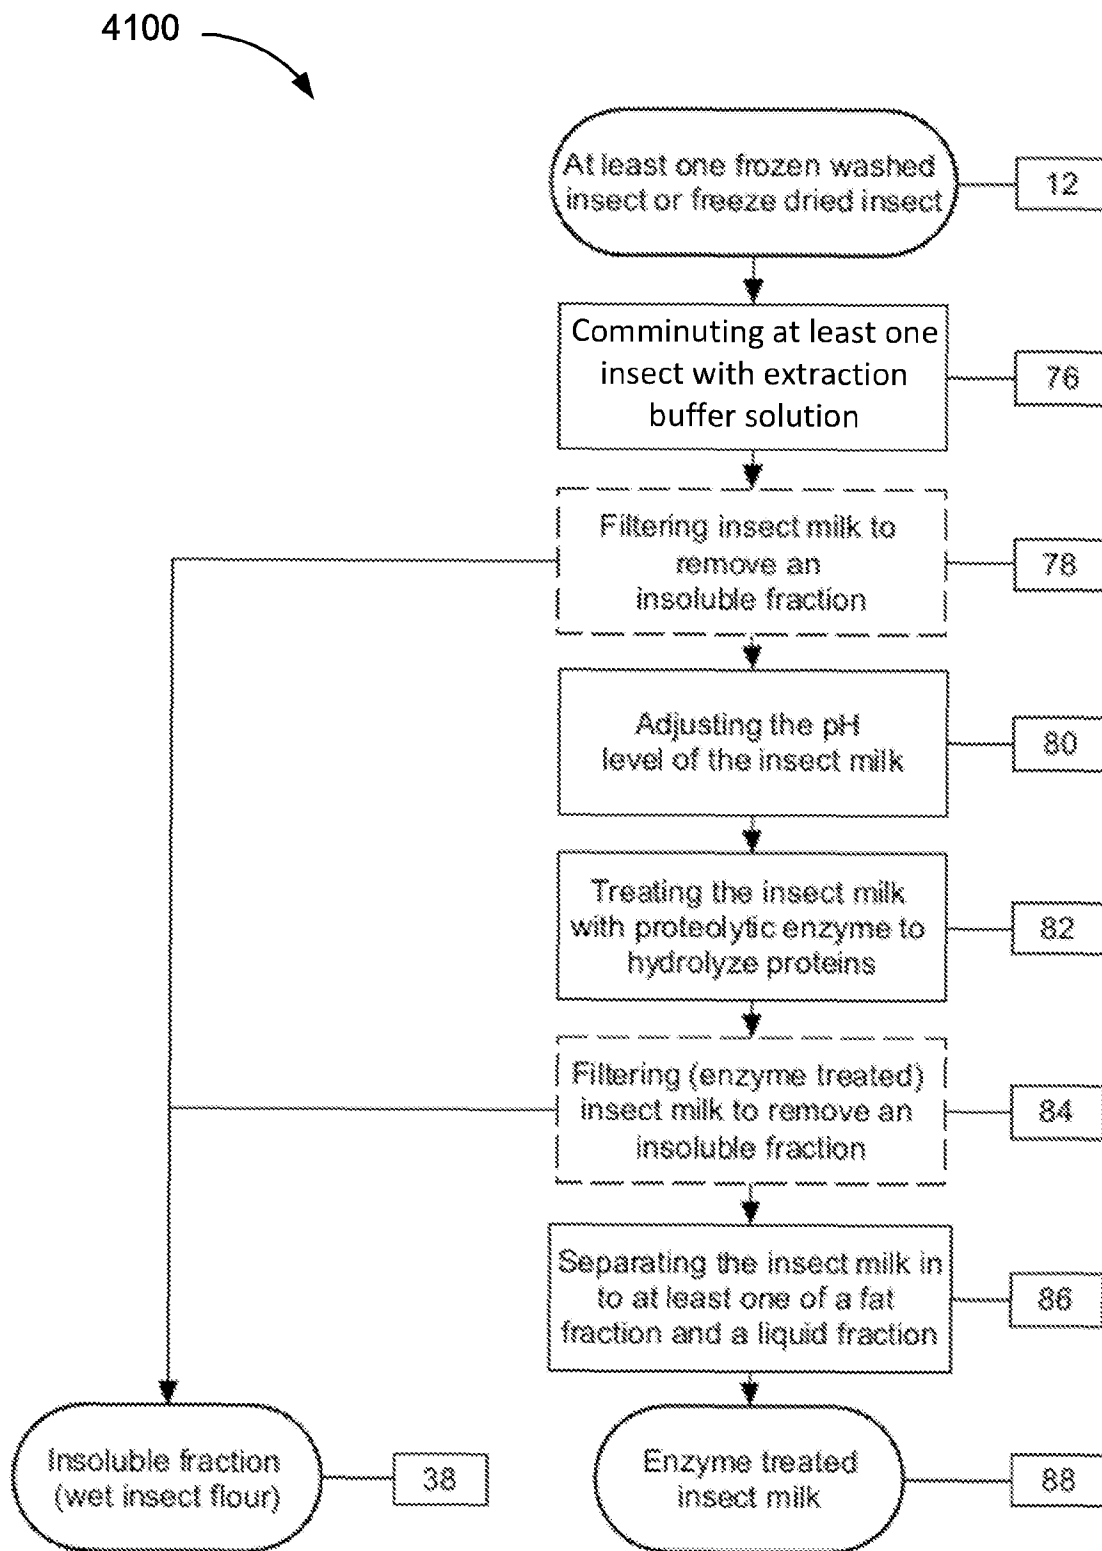 4100
At least one frozen washed
insect or freeze dried insect
12
Comminuting at least one
insect with extraction
buffer solution
76
Filtering insect milk to
remove an
insoluble fraction
78
Adjusting the pH
level of the insect milk
80
Treating the insect milk
with proteolytic enzyme to
hydrolyze proteins
82
Filtering (enzyme treated)
insect milk to remove an
insoluble fraction
84
Separating the insect milk in
to at least one of a fat
fraction and a liquid fraction
86
Insoluble fraction
(wet insect flour)
38
Enzyme treated
insect milk
88